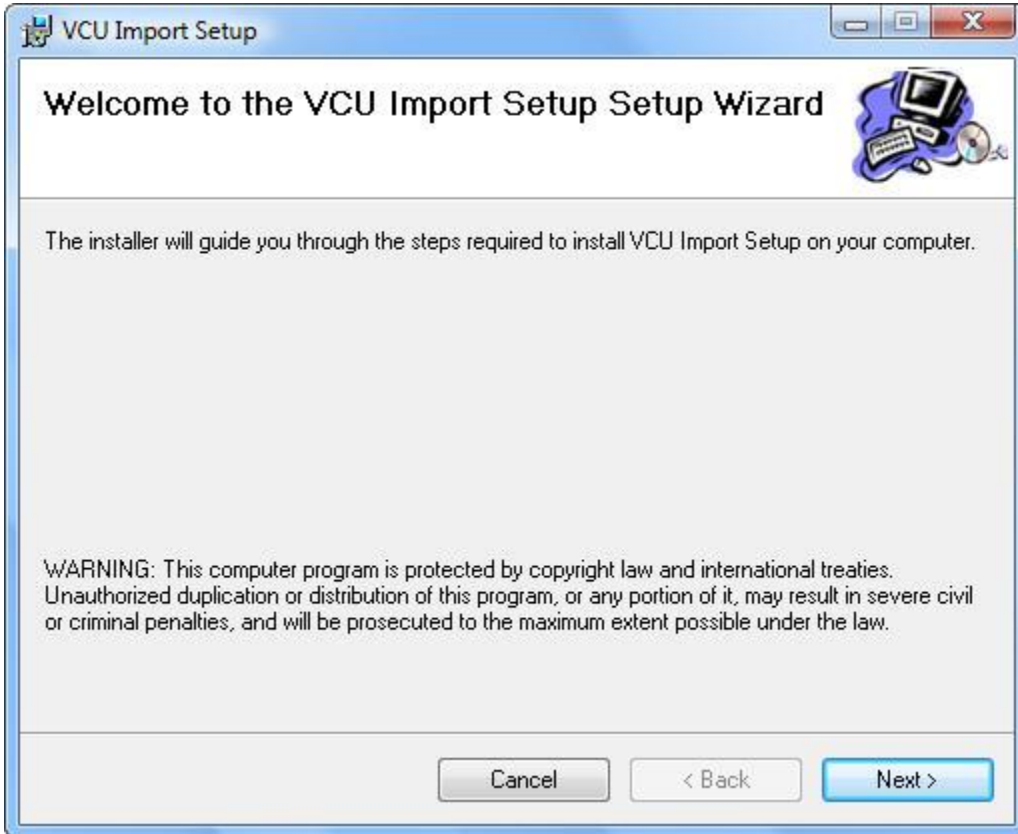 VCU Import Setup
Welcome to the VCU Import Setup Setup Wizard
The installer will guide you through the steps required to install VCU Import Setup on your computer.
WARNING: This computer program is protected by copyright law and international treaties.
Unauthorized duplication or distribution of this program, or any portion of it, may result in severe civil
or criminal penalties, and will be prosecuted to the maximum extent possible under the law.
Cancel
< Back
Next >